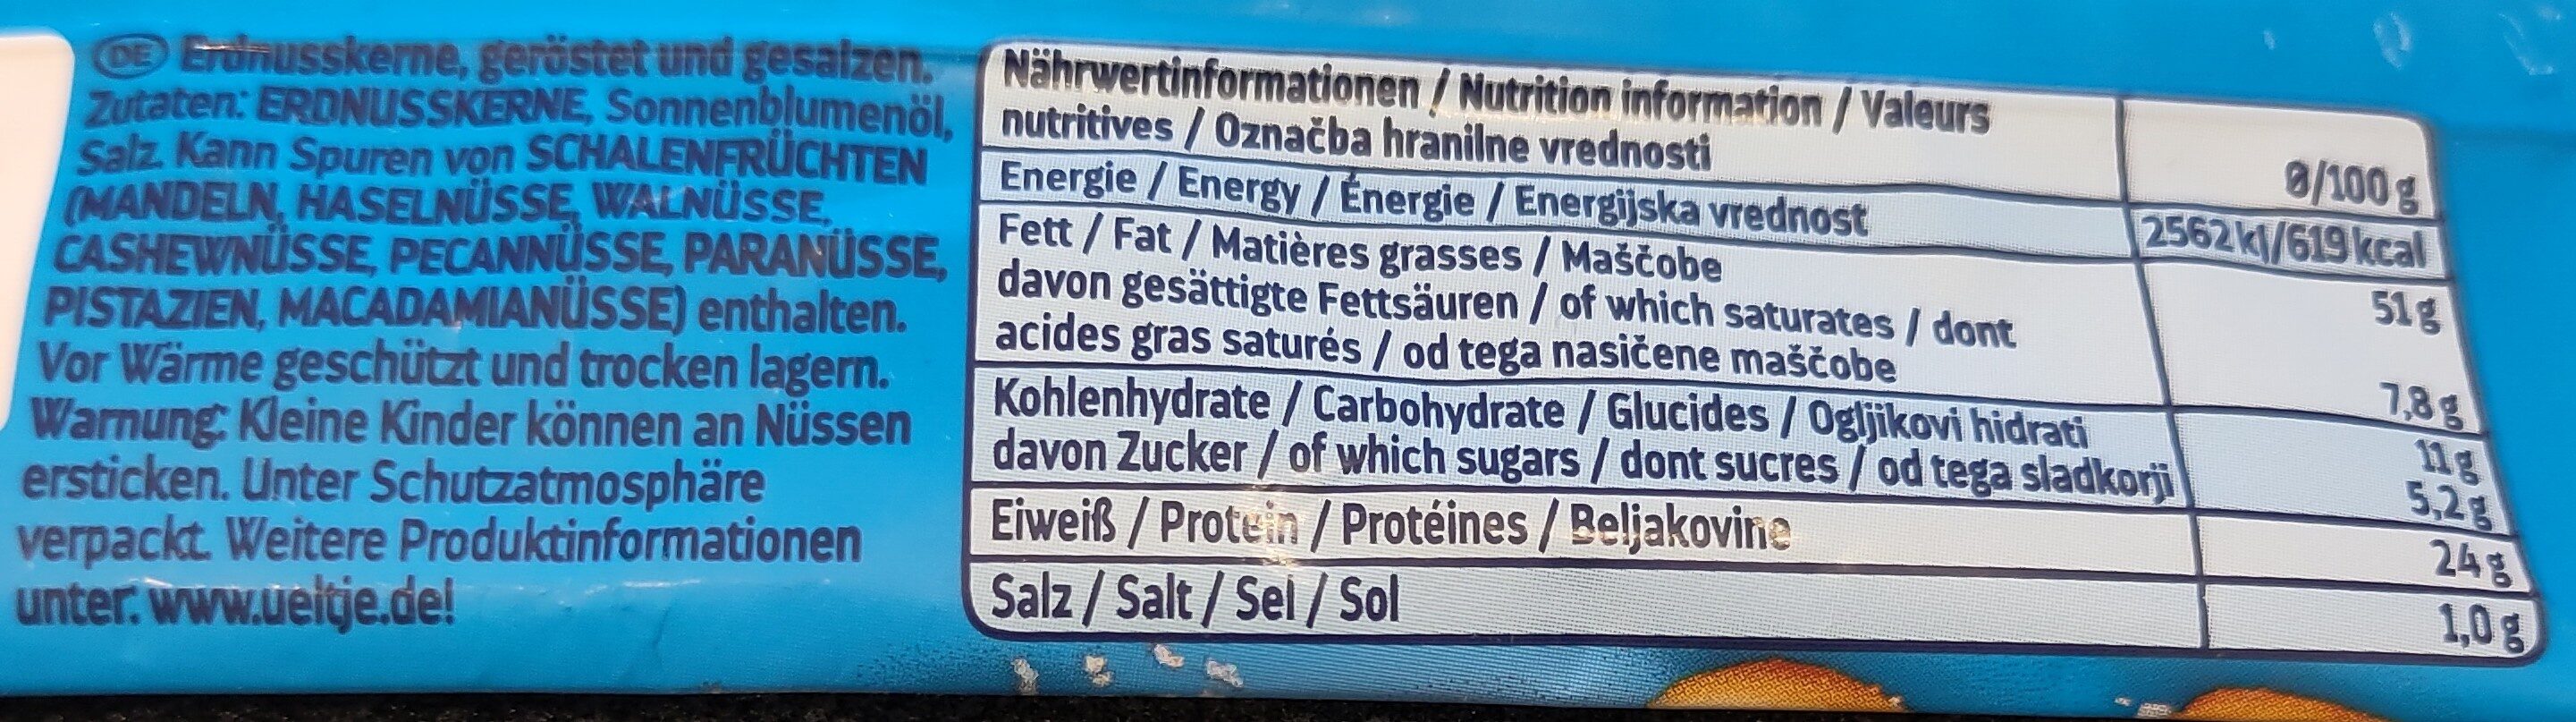 DE Erdnusskerne, geröstet und gesalzen.
Zutaten: ERDNUSSKERNE, Sonnenblumenöl,
Salz. Kann Spuren von SCHALENFRÜCHTEN
(MANDELN, HASELNÜSSE, WALNÜSSE,
CASHEWNÜSSE, PECANNÜSSE, PARANÜSSE,
PISTAZIEN, MACADAMIANÜSSE) enthalten.
Vor Wärme geschützt und trocken lagern.
Warnung: Kleine Kinder können an Nüssen
ersticken. Unter Schutzatmosphäre
verpackt. Weitere Produktinformationen
unter: www.ueltje.de!
Nährwertinformationen / Nutrition information / Valeurs
nutritives / Označba hranilne vrednosti Ø/100 g
Energie / Energy / Énergie / Energijska vrednost 2562 kJ/619 kcal
Fett / Fat / Matières grasses / Maščobe 51 g
davon gesättigte Fettsäuren / of which saturates / dont
acides gras saturés / od tega nasičene maščobe 7,8 g
Kohlenhydrate / Carbohydrate / Glucides / Ogljikovi hidrati 11 g
davon Zucker / of which sugars / dont sucres / od tega sladkorji 5,2 g
Eiweiß / Protein / Protéines / Beljakovine 24 g
Salz / Salt / Sel / Sol 1,0 g